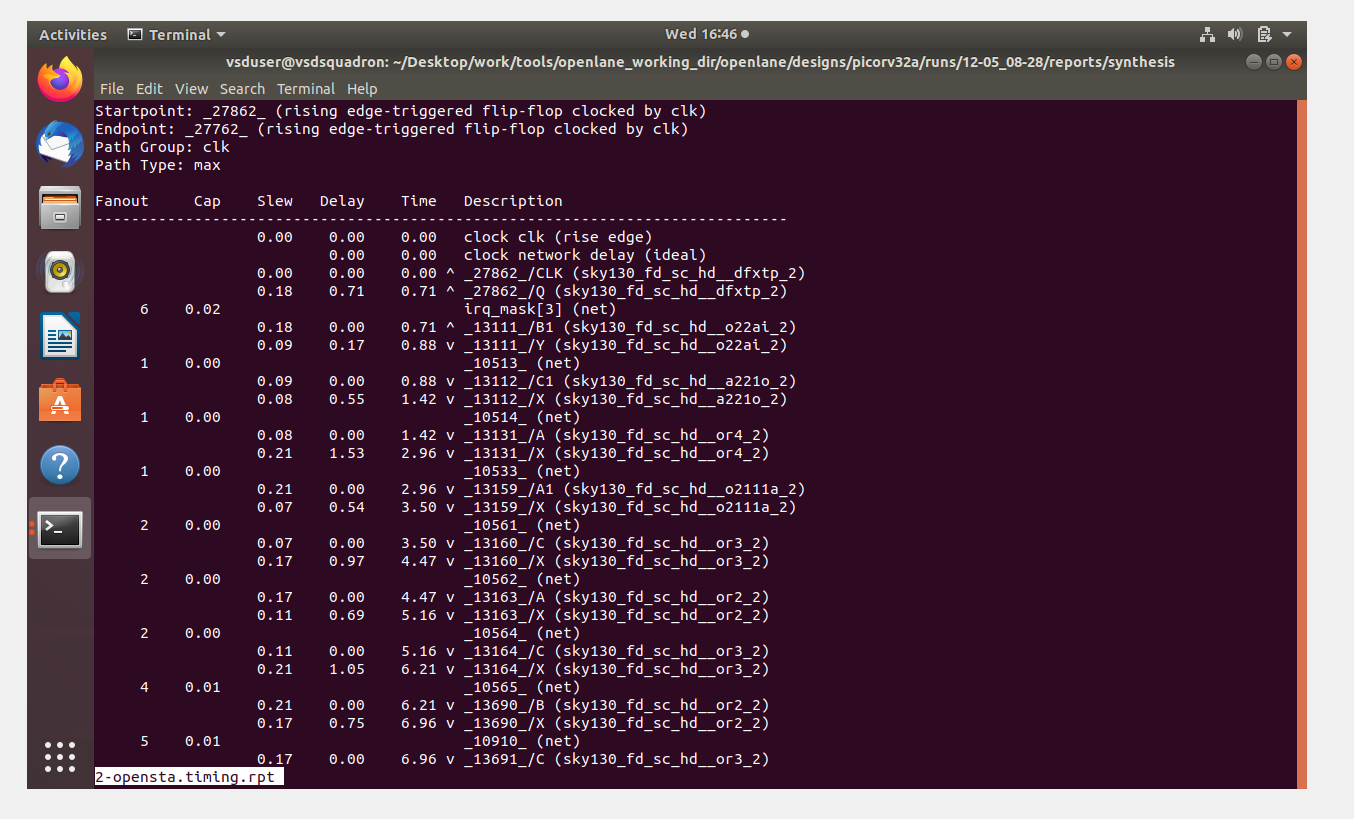 Activities Terminal Wed 16:46
vsduser@vsdsquadron: ~/Desktop/work/tools/openlane_working_dir/openlane/designs/picorv32a/runs/12-05_08-28/reports/synthesis
File Edit View Search Terminal Help
Startpoint: _27862_ (rising edge-triggered flip-flop clocked by clk)
Endpoint: _27762_ (rising edge-triggered flip-flop clocked by clk)
Path Group: clk
Path Type: max
Fanout     Cap    Slew   Delay    Time   Description
-----------------------------------------------------------------------------
                  0.00    0.00    0.00   clock clk (rise edge)
                          0.00    0.00   clock network delay (ideal)
                  0.00    0.00    0.00 ^ _27862_/CLK (sky130_fd_sc_hd__dfxtp_2)
                  0.18    0.71    0.71 ^ _27862_/Q (sky130_fd_sc_hd__dfxtp_2)
     6    0.02                           irq_mask[3] (net)
                  0.18    0.00    0.71 ^ _13111_/B1 (sky130_fd_sc_hd__o22ai_2)
                  0.09    0.17    0.88 v _13111_/Y (sky130_fd_sc_hd__o22ai_2)
     1    0.00                           _10513_ (net)
                  0.09    0.00    0.88 v _13112_/C1 (sky130_fd_sc_hd__a221o_2)
                  0.08    0.55    1.42 v _13112_/X (sky130_fd_sc_hd__a221o_2)
     1    0.00                           _10514_ (net)
                  0.08    0.00    1.42 v _13131_/A (sky130_fd_sc_hd__or4_2)
                  0.21    1.53    2.96 v _13131_/X (sky130_fd_sc_hd__or4_2)
     1    0.00                           _10533_ (net)
                  0.21    0.00    2.96 v _13159_/A1 (sky130_fd_sc_hd__o2111a_2)
                  0.07    0.54    3.50 v _13159_/X (sky130_fd_sc_hd__o2111a_2)
     2    0.00                           _10561_ (net)
                  0.07    0.00    3.50 v _13160_/C (sky130_fd_sc_hd__or3_2)
                  0.17    0.97    4.47 v _13160_/X (sky130_fd_sc_hd__or3_2)
     2    0.00                           _10562_ (net)
                  0.17    0.00    4.47 v _13163_/A (sky130_fd_sc_hd__or2_2)
                  0.11    0.69    5.16 v _13163_/X (sky130_fd_sc_hd__or2_2)
     2    0.00                           _10564_ (net)
                  0.11    0.00    5.16 v _13164_/C (sky130_fd_sc_hd__or3_2)
                  0.21    1.05    6.21 v _13164_/X (sky130_fd_sc_hd__or3_2)
     4    0.01                           _10565_ (net)
                  0.21    0.00    6.21 v _13690_/B (sky130_fd_sc_hd__or2_2)
                  0.17    0.75    6.96 v _13690_/X (sky130_fd_sc_hd__or2_2)
     5    0.01                           _10910_ (net)
                  0.17    0.00    6.96 v _13691_/C (sky130_fd_sc_hd__or3_2)
2-opensta.timing.rpt